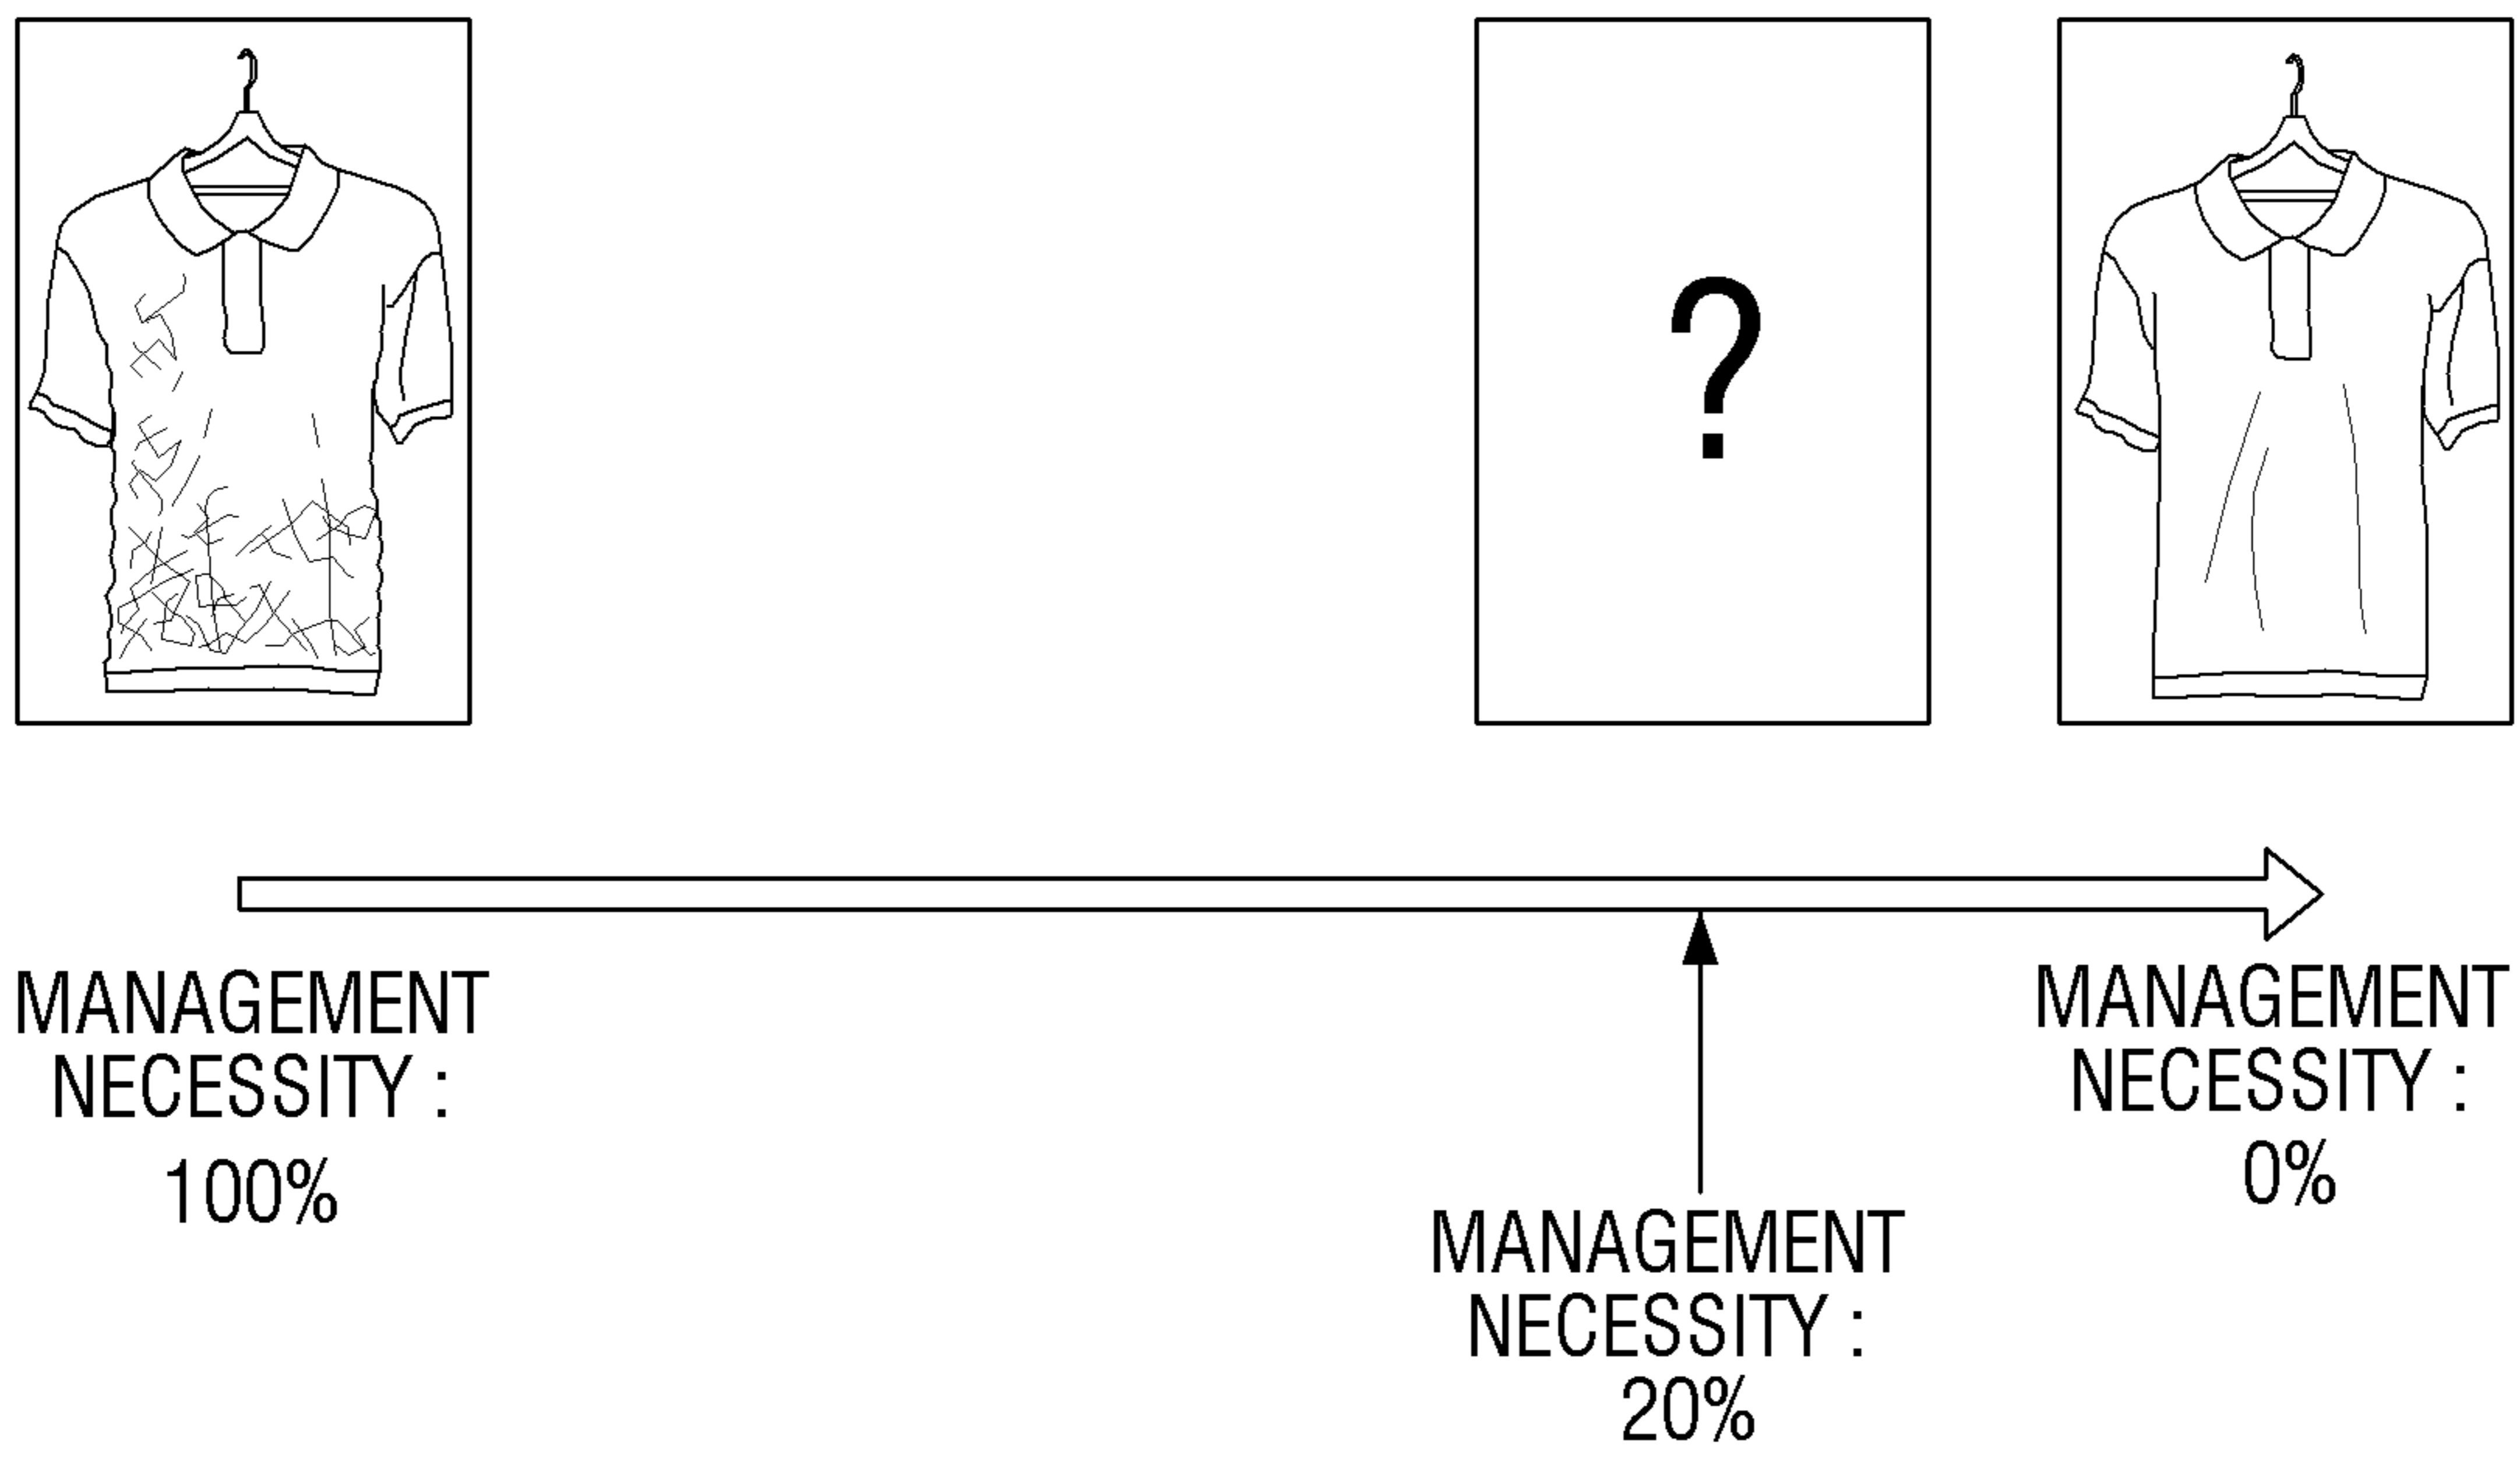 ?
MANAGEMENT
NECESSITY :
100%
MANAGEMENT
NECESSITY :
20%
MANAGEMENT
NECESSITY :
0%